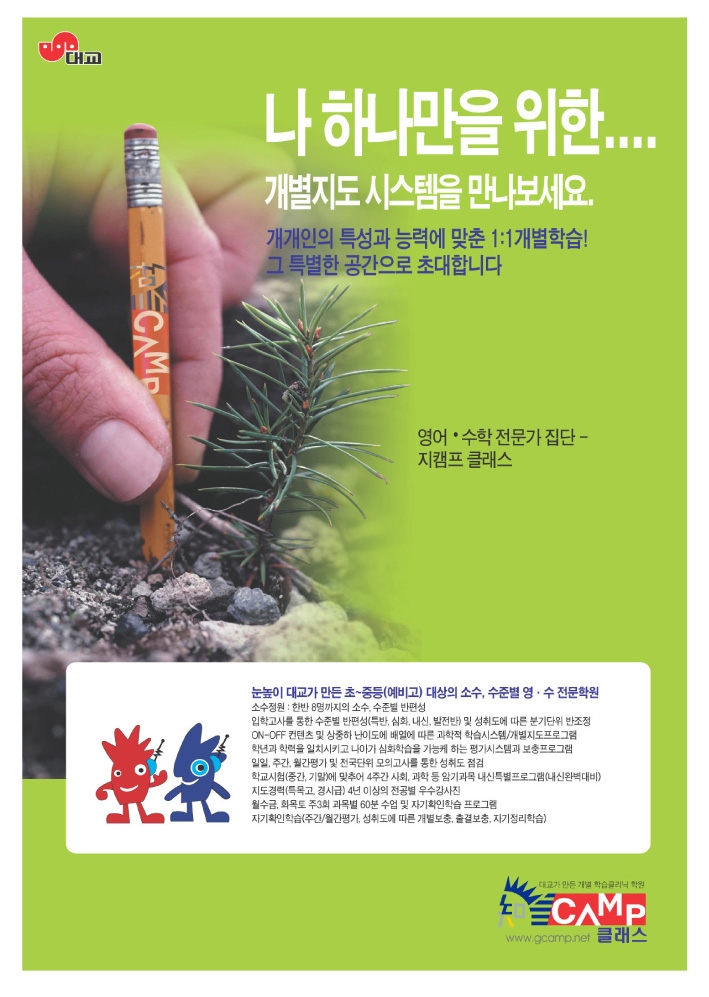 대교
나 하나만을 위한....
개별지도 시스템을 만나보세요.
개개인의 특성과 능력에 맞춘 1:1개별학습!
그 특별한 공간으로 초대합니다
CAMP
영어 • 수학 전문가 집단 –
지캠프 클래스
눈높이 대교가 만든 초~중등(예비고) 대상의 소수, 수준별 영 · 수 전문학원
소수정원 : 한반 8명까지의 소수, 수준별 반편성
입학고사를 통한 수준별 반편성(특반, 심화, 내신, 발전반) 및 성취도에 따른 분기단위 반조정
ON-OFF 컨텐츠 및 상중하 난이도에 배열에 따른 과학적 학습시스템/개별지도프로그램
학년과 학력을 일치시키고 나아가 심화학습을 가능케 하는 평가시스템과 보충프로그램
일일, 주간, 월간평가 및 전국단위 모의고사를 통한 성취도 점검
학교시험(중간, 기말)에 맞추어 4주간 사회, 과학 등 암기과목 내신특별프로그램(내신완벽대비)
지도경력(특목고, 경시급) 4년 이상의 전공별 우수강사진
월수금, 화목토 주3회 과목별 60분 수업 및 자기확인학습 프로그램
자기확인학습(주간/월간평가, 성취도에 따른 개별보충, 출결보충, 자기정리학습)
대교가 만든 개별 학습클리닉 학원
CAMP
www.gcamp.net 클래스